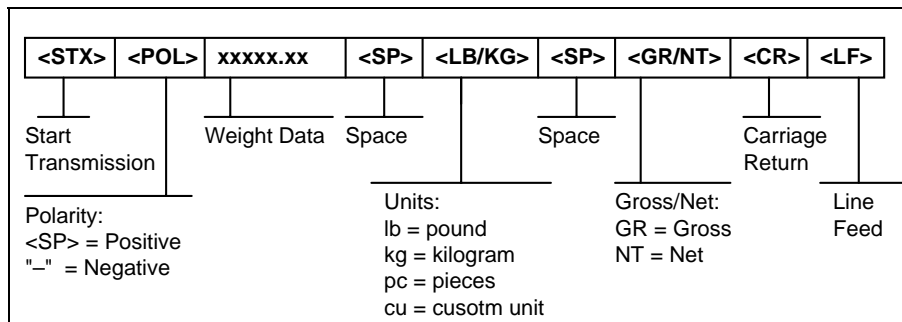 <STX> <POL> xxxxx.xx <SP> <LB/KG> <SP> <GR/NT> <CR> <LF>
Start
Transmission
Weight Data
Space
Space
Carriage
Return
Polarity:
<SP> = Positive
"–" = Negative
Units:
lb = pound
kg = kilogram
pc = pieces
cu = cusotm unit
Gross/Net:
GR = Gross
NT = Net
Line
Feed